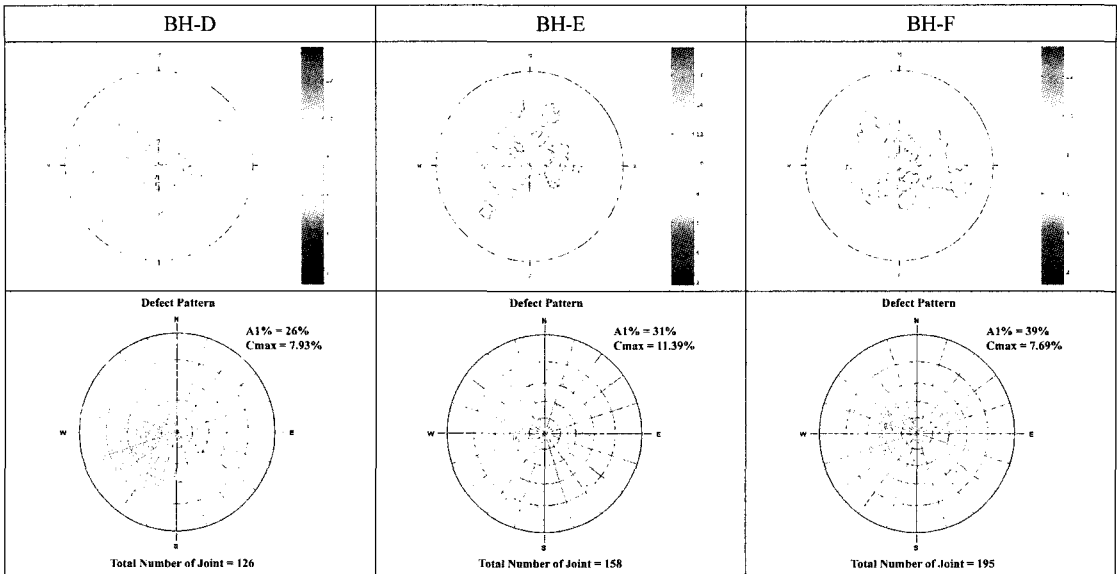 BH-D
BH-E
BH-F
Defect Pattern
N
A1% = 26%
Cmax = 7.93%
W
E
S
Total Number of Joint = 126
Defect Pattern
N
A1% = 31%
Cmax = 11.39%
W
E
S
Total Number of Joint = 158
Defect Pattern
N
A1% = 39%
Cmax = 7.69%
W
E
S
Total Number of Joint = 195